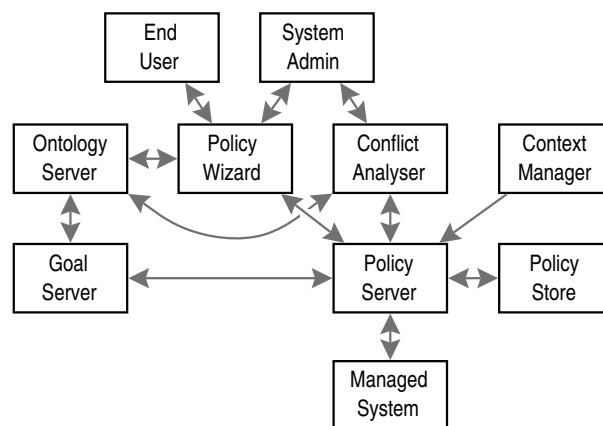 End
User
System
Admin
Ontology
Server
Policy
Wizard
Conflict
Analyser
Context
Manager
Goal
Server
Policy
Server
Policy
Store
Managed
System